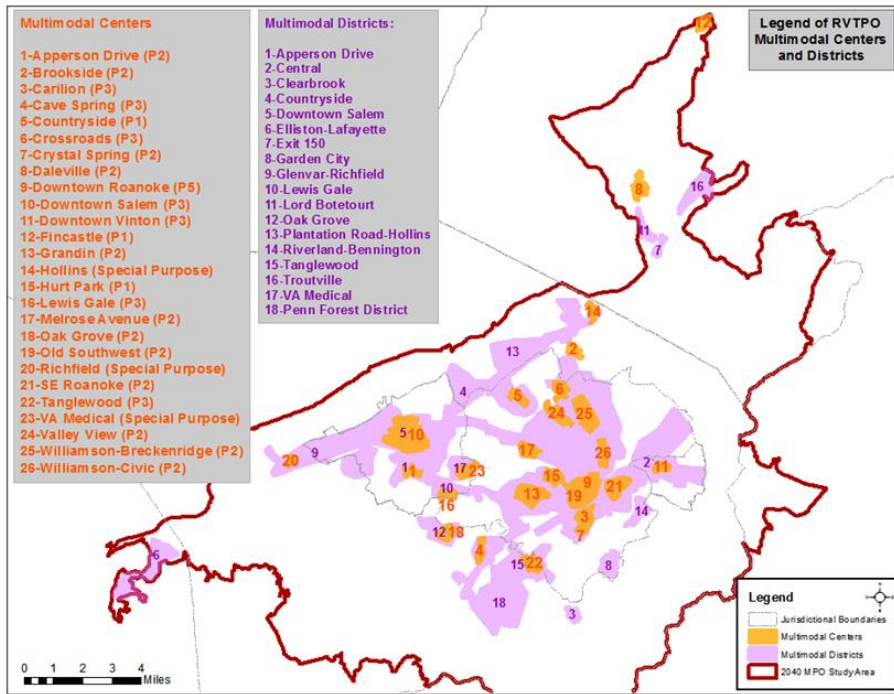 Multimodal Centers
1-Apperson Drive (P2)
2-Brookside (P2)
3-Carilion (P3)
4-Cave Spring (P3)
5-Countryside (P1)
6-Crossroads (P3)
7-Crystal Spring (P2)
8-Daleville (P2)
9-Downtown Roanoke (P5)
10-Downtown Salem (P3)
11-Downtown Vinton (P3)
12-Fincastle (P1)
13-Grandin (P2)
14-Hollins (Special Purpose)
15-Hurt Park (P1)
16-Lewis Gale (P3)
17-Melrose Avenue (P2)
18-Oak Grove (P2)
19-Old Southwest (P2)
20-Richfield (Special Purpose)
21-SE Roanoke (P2)
22-Tanglewood (P3)
23-VA Medical (Special Purpose)
24-Valley View (P2)
25-Williamson-Breckenridge (P2)
26-Williamson-Civic (P2)
Multimodal Districts:
1-Apperson Drive
2-Central
3-Clearbrook
4-Countryside
5-Downtown Salem
6-Elliston-Lafayette
7-Exit 150
8-Garden City
9-Glenvar-Richfield
10-Lewis Gale
11-Lord Botetourt
12-Oak Grove
13-Plantation Road-Hollins
14-Riverland-Bennington
15-Tanglewood
16-Troutville
17-VA Medical
18-Penn Forest District
Legend of RVTPO
Multimodal Centers
and Districts
12
8
16
11
7
14
13
2
4
5
6
24
25
5
10
9
20
17
26
1
1
17
23
15
9
2
11
10
16
13
19
21
3
14
12
18
7
4
15
22
8
6
18
3
0 1 2 3 4
Miles
Legend
Jurisdictional Boundaries
Multimodal Centers
Multimodal Districts
2040 MPO Study Area